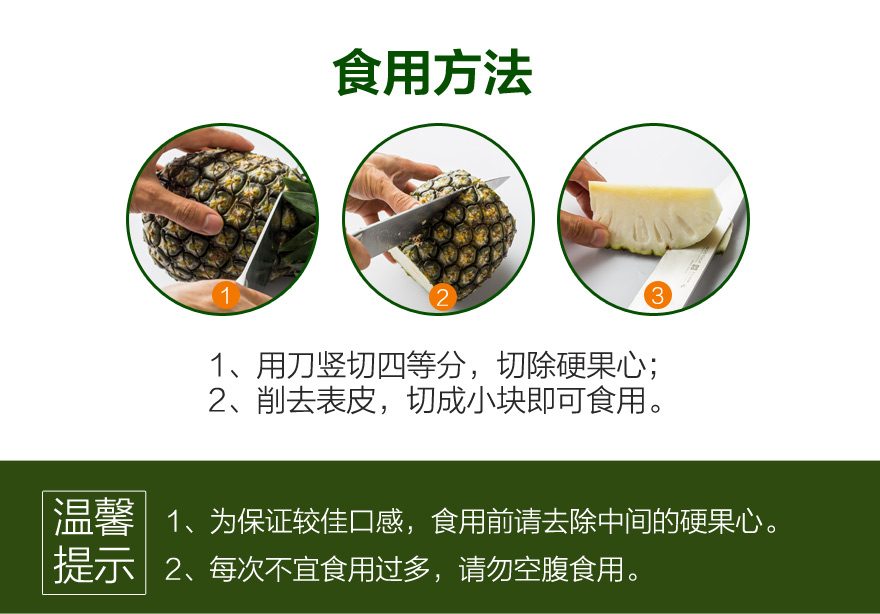 食用方法
1 2 3
1、用刀竖切四等分，切除硬果心；
2、削去表皮，切成小块即可食用。
温馨
提示
1、为保证较佳口感，食用前请去除中间的硬果心。
2、每次不宜食用过多，请勿空腹食用。